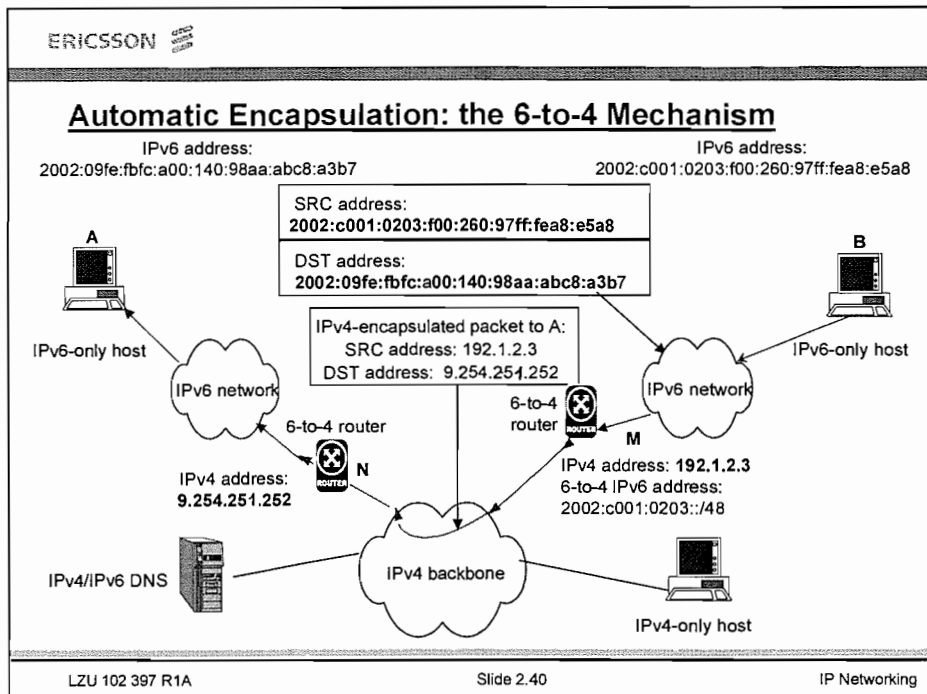 ERICSSON
Automatic Encapsulation: the 6-to-4 Mechanism
IPv6 address:
2002:09fe:fbfc:a00:140:98aa:abc8:a3b7
IPv6 address:
2002:c001:0203:f00:260:97ff:fea8:e5a8
SRC address:
2002:c001:0203:f00:260:97ff:fea8:e5a8
DST address:
2002:09fe:fbfc:a00:140:98aa:abc8:a3b7
A
B
IPv6-only host
IPv4-encapsulated packet to A:
SRC address: 192.1.2.3
DST address: 9.254.251.252
IPv6-only host
IPv6 network
IPv6 network
6-to-4 router
ROUTER
N
6-to-4
router
ROUTER
M
IPv4 address:
9.254.251.252
IPv4 address: 192.1.2.3
6-to-4 IPv6 address:
2002:c001:0203::/48
IPv4/IPv6 DNS
IPv4 backbone
IPv4-only host
LZU 102 397 R1A
Slide 2.40
IP Networking